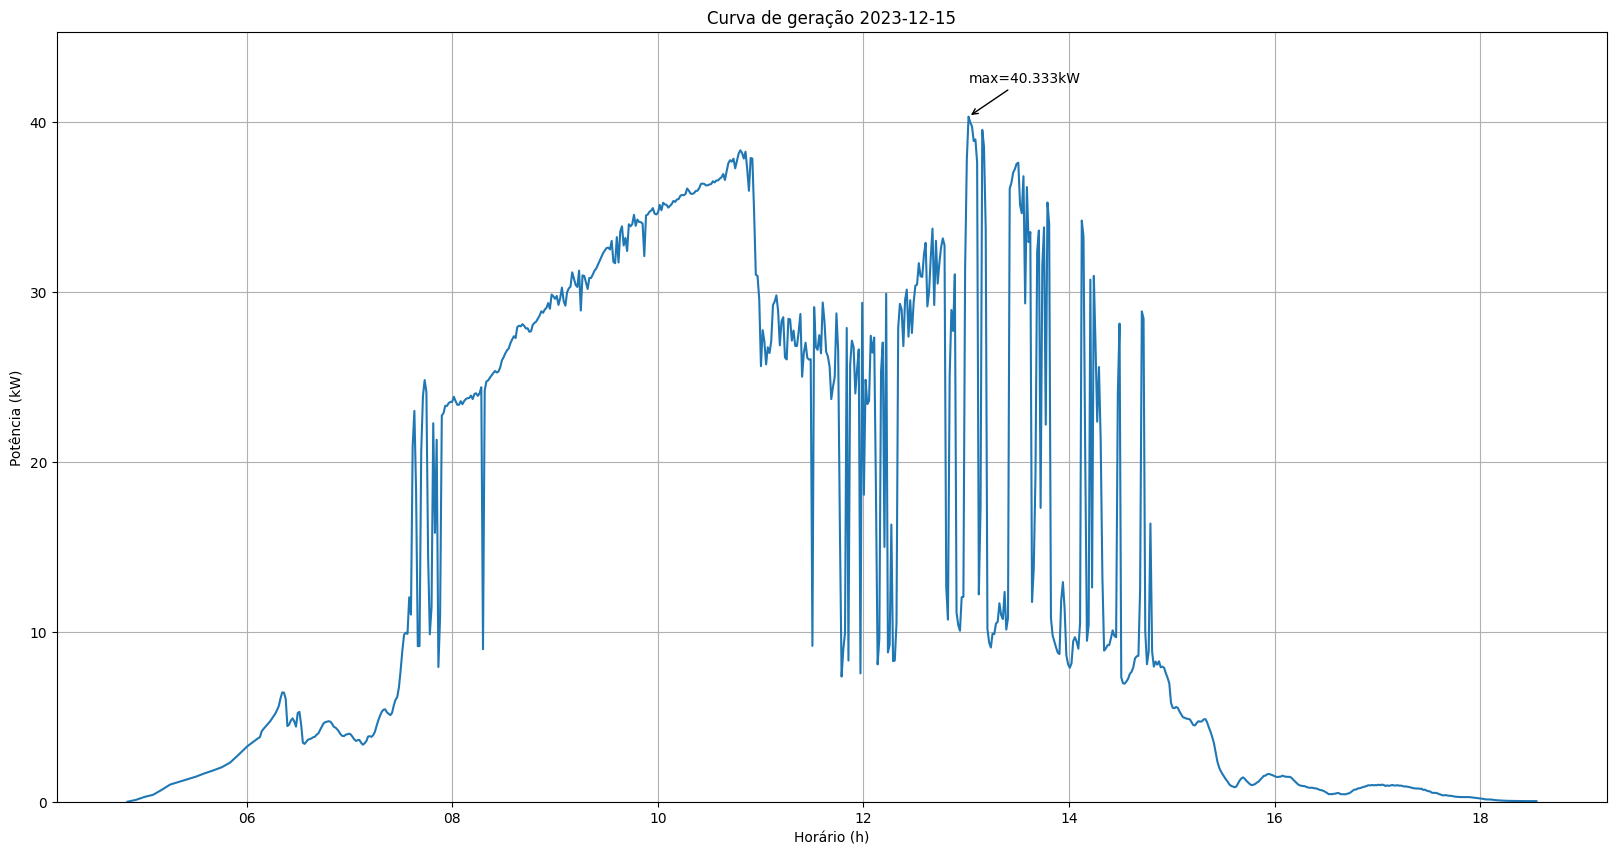 Curva de geração 2023-12-15
max=40.333kW
Potência (kW)
40
30
20
10
0
06 08 10 12 14 16 18
Horário (h)